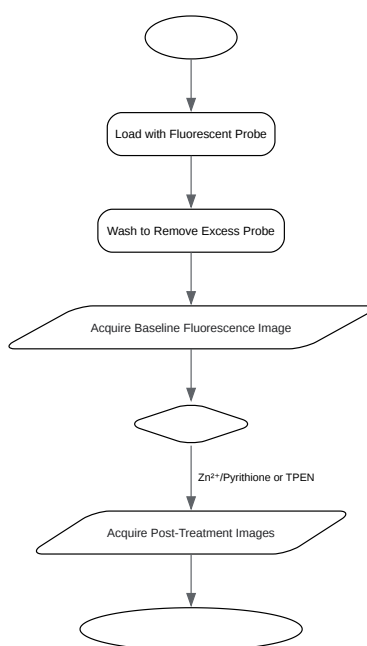 Load with Fluorescent Probe
Wash to Remove Excess Probe
Acquire Baseline Fluorescence Image
Zn²⁺/Pyrithione or TPEN
Acquire Post-Treatment Images